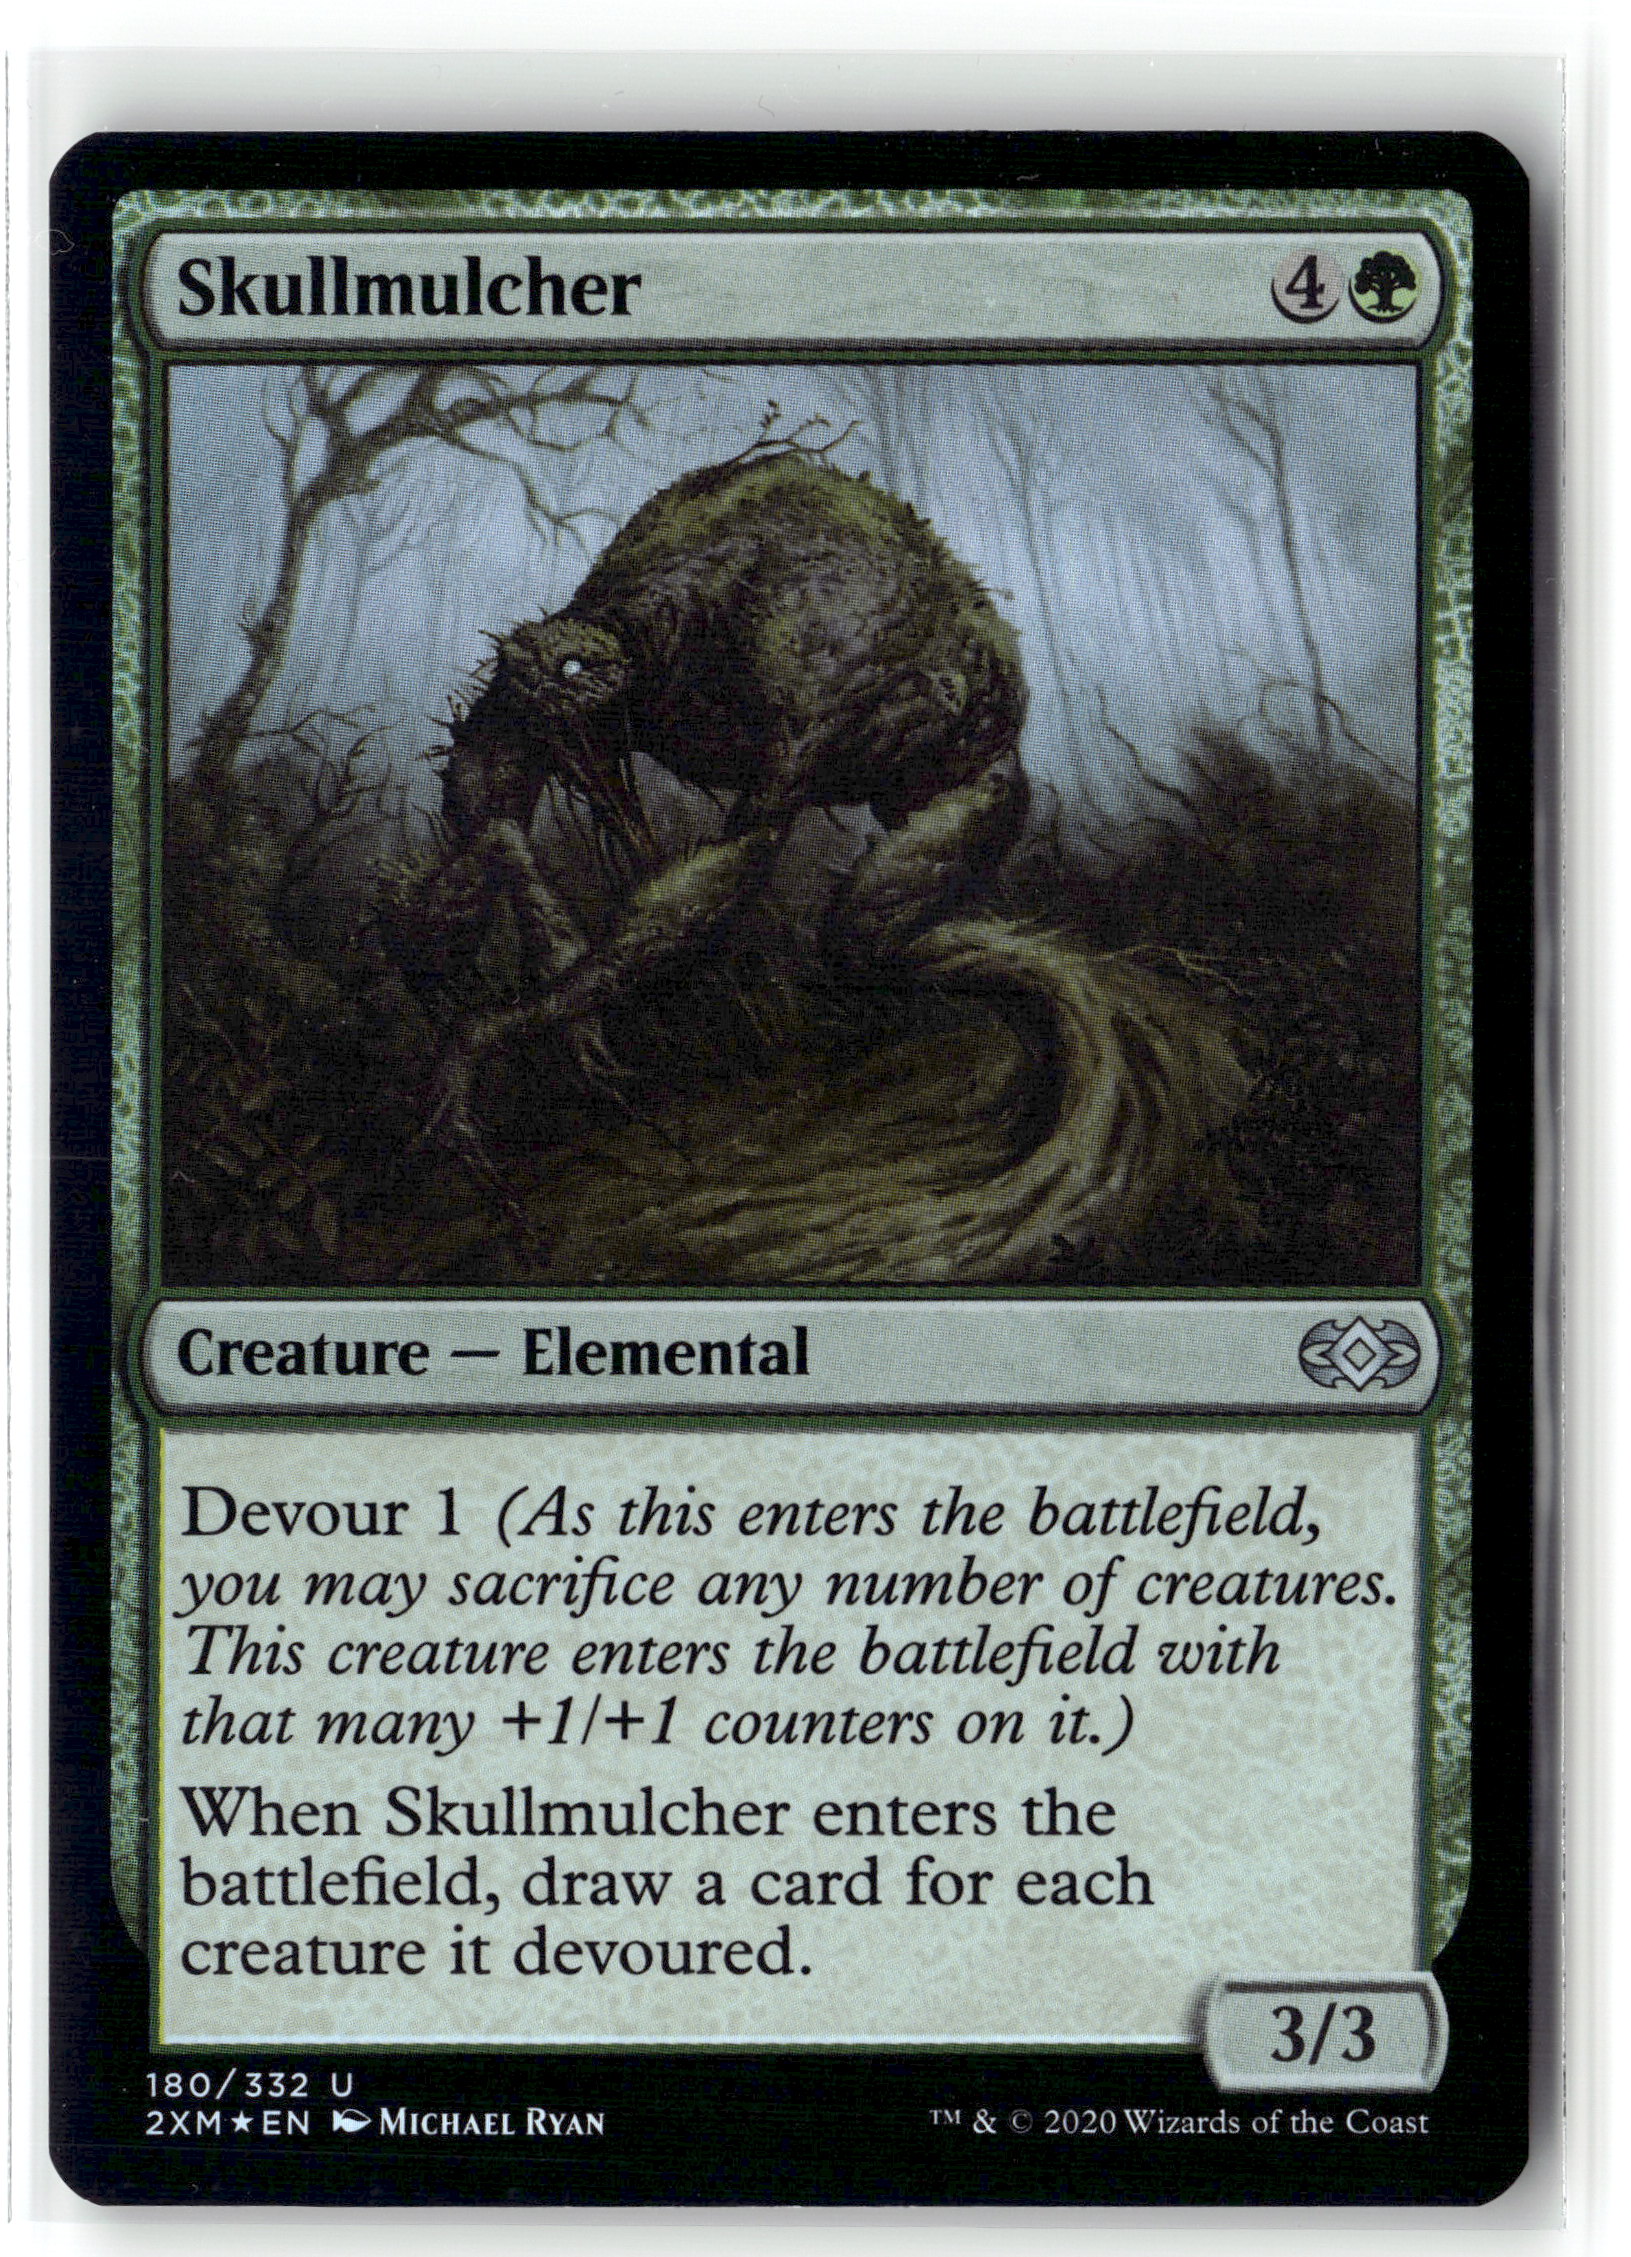 Skullmulcher 4
Creature — Elemental
Devour 1 (As this enters the battlefield,
you may sacrifice any number of creatures.
This creature enters the battlefield with
that many +1/+1 counters on it.)
When Skullmulcher enters the
battlefield, draw a card for each
creature it devoured.
3/3
180/332 U
2XM★EN Michael Ryan
™ & © 2020 Wizards of the Coast